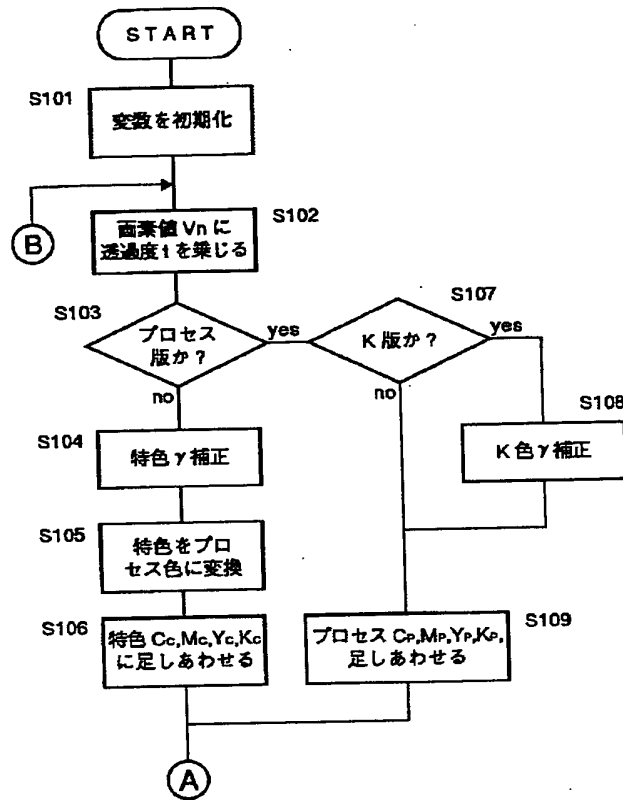 START
S101
変数を初期化
B
S102
画素値 Vn に
透過度 t を乗じる
S103
プロセス
版か？
yes
no
S107
K 版か？
yes
no
S108
K 色 γ 補正
S104
特色 γ 補正
S105
特色をプロ
セス色に変換
S106
特色 Cc,Mc,Yc,Kc
に足しあわせる
S109
プロセス CP,MP,YP,KP,
足しあわせる
A